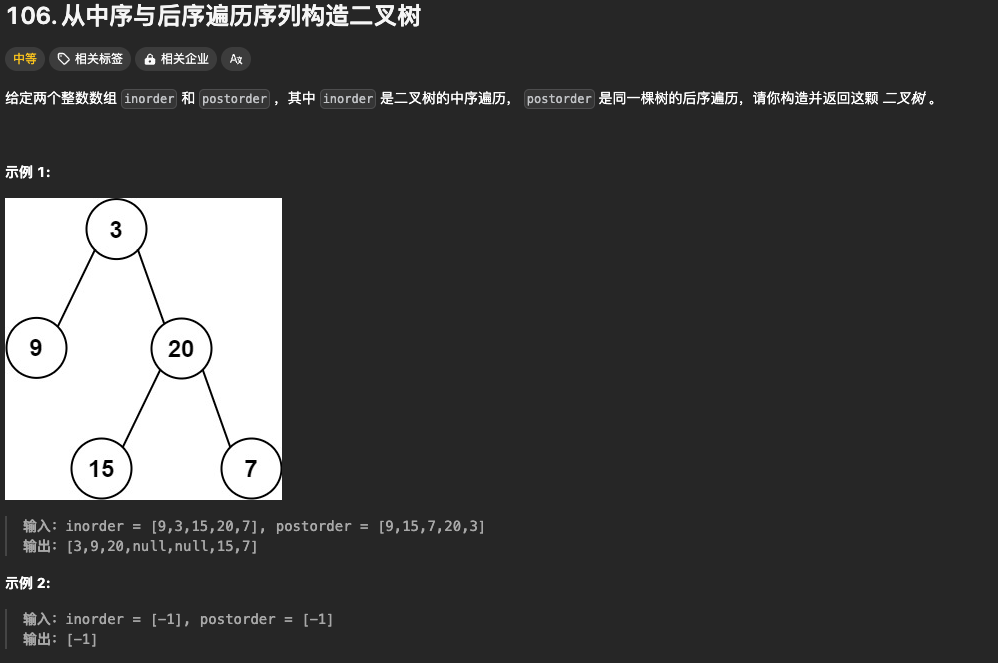 106. 从中序与后序遍历序列构造二叉树
中等 相关标签 相关企业 Ax
给定两个整数数组 inorder 和 postorder ，其中 inorder 是二叉树的中序遍历， postorder 是同一棵树的后序遍历，请你构造并返回这颗 二叉树 。
示例 1:
3
9 20
15 7
输入：inorder = [9,3,15,20,7], postorder = [9,15,7,20,3]
输出：[3,9,20,null,null,15,7]
示例 2:
输入：inorder = [-1], postorder = [-1]
输出：[-1]